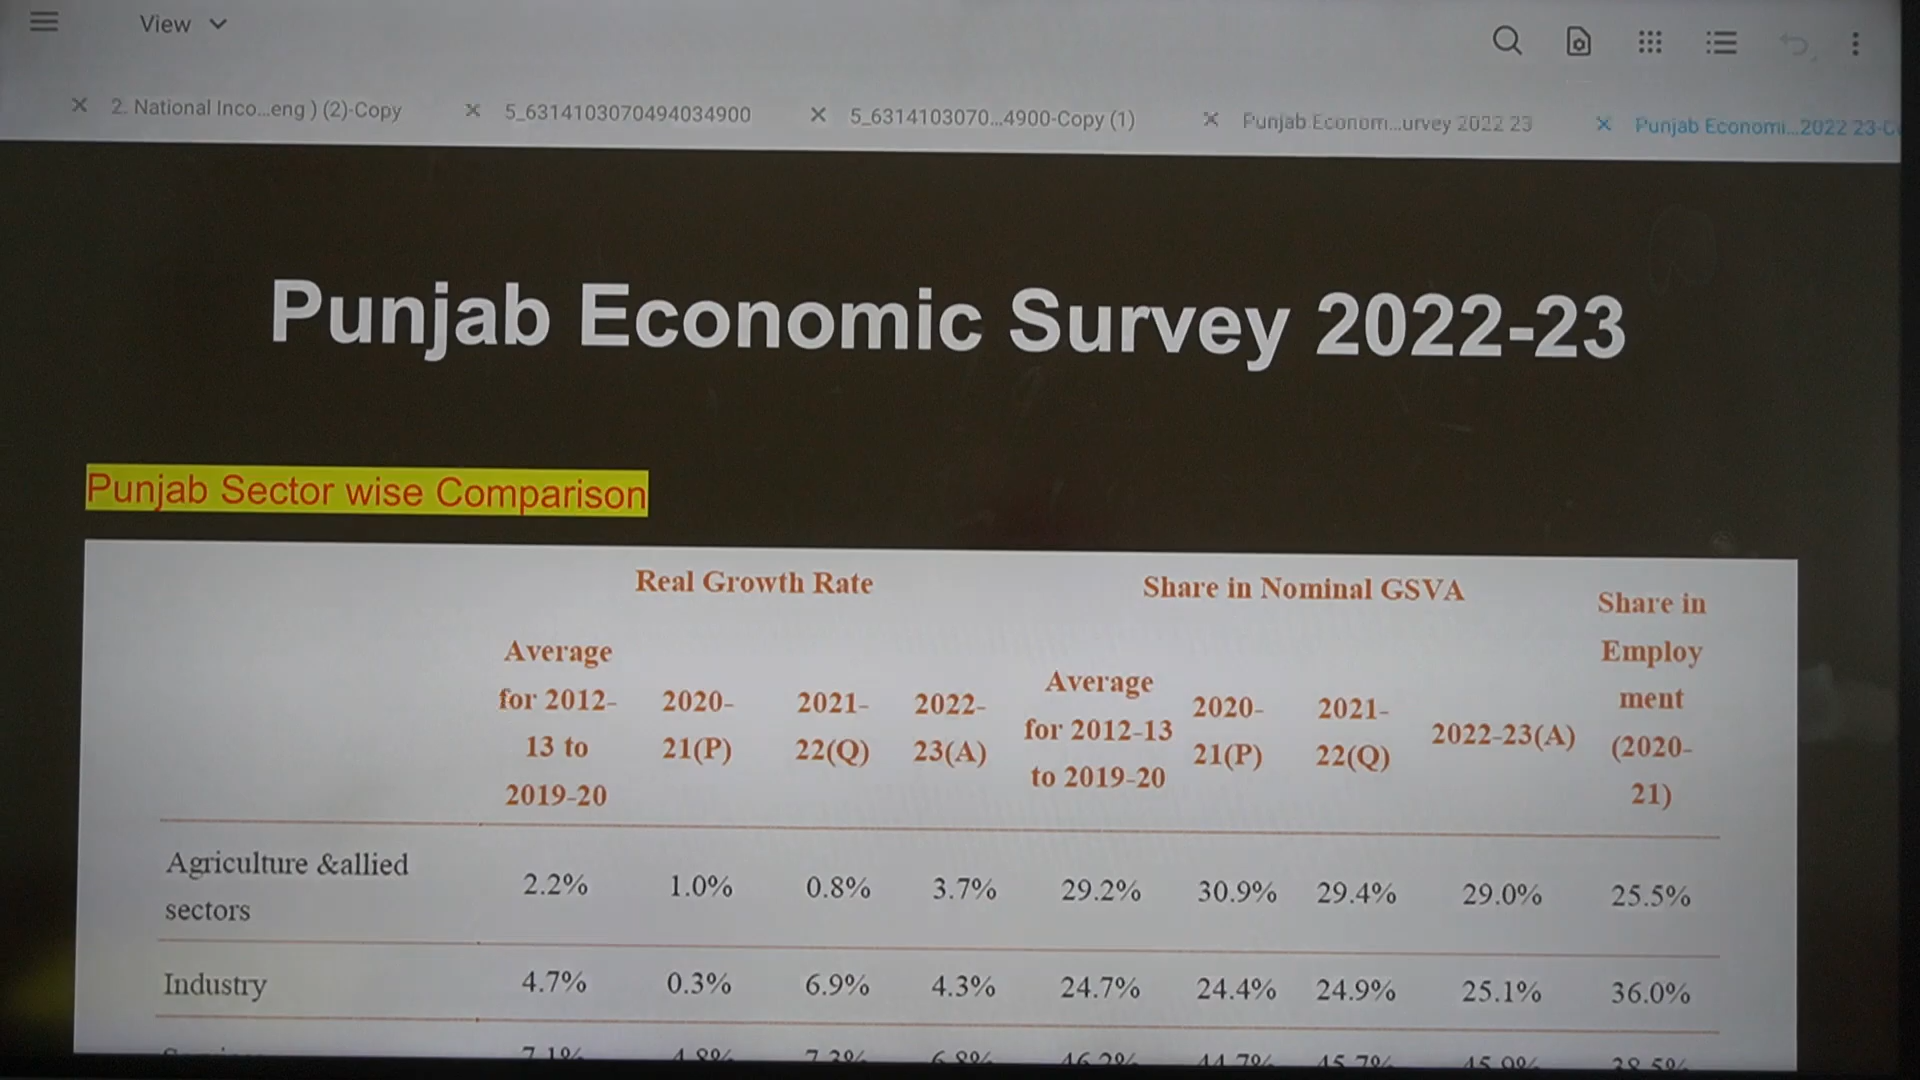 View
2. National Inco...eng ) (2)-Copy
5_6314103070494034900
5_6314103070...4900-Copy (1)
Punjab Econom...urvey 2022 23
Punjab Economi...2022 23-C
Punjab Economic Survey 2022-23
Punjab Sector wise Comparison
Real Growth Rate Share in Nominal GSVA Share in Employ ment (2020-21)
Average for 2012-13 to 2019-20 2020-21(P) 2021-22(Q) 2022-23(A) Average for 2012-13 to 2019-20 2020-21(P) 2021-22(Q) 2022-23(A)
Agriculture &allied sectors 2.2% 1.0% 0.8% 3.7% 29.2% 30.9% 29.4% 29.0% 25.5%
Industry 4.7% 0.3% 6.9% 4.3% 24.7% 24.4% 24.9% 25.1% 36.0%